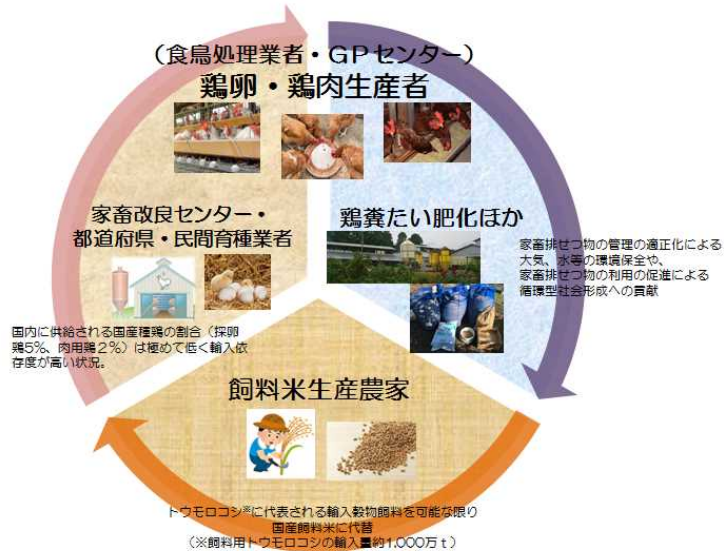 （食鳥処理業者・ＧＰセンター）
鶏卵・鶏肉生産者
家畜改良センター・
都道府県・民間育種業者
国内に供給される国産種鶏の割合（採卵
鶏5％、肉用鶏２％）は極めて低く輸入依
存度が高い状況。
鶏糞たい肥化ほか
家畜排せつ物の管理の適正化による
大気、水等の環境保全や、
家畜排せつ物の利用の促進による
循環型社会形成への貢献
飼料米生産農家
トウモロコシ※に代表される輸入穀物飼料を可能な限り
国産飼料米に代替
（※飼料用トウモロコシの輸入量約1,000万ｔ）